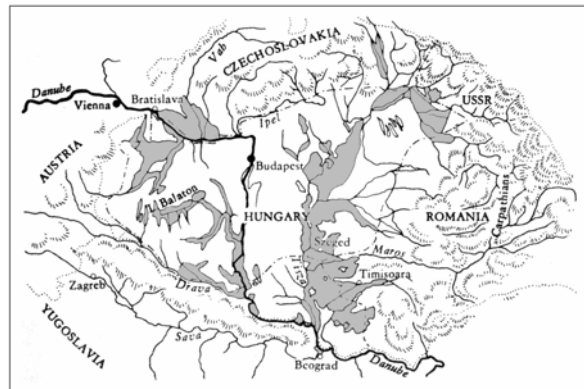 CZECHOSLOVAKIA
Vah
Danube
Vienna
Bratislava
Ipel
USSR
AUSTRIA
Budapest
L Balaton
HUNGARY
ROMANIA
Carpathians
Szeged
Maros
Tisza
Timisoara
Zagreb
Drava
YUGOSLAVIA
Sava
Beograd
Danube